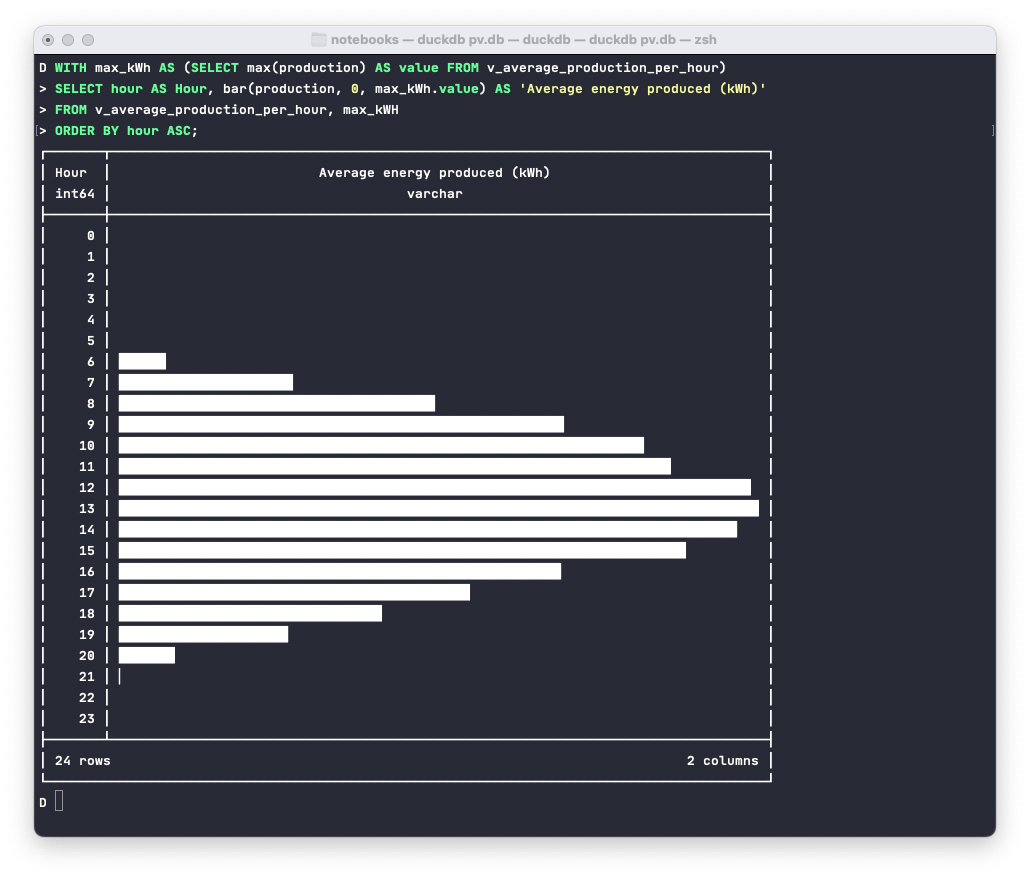 notebooks — duckdb pv.db — duckdb — duckdb pv.db — zsh
D WITH max_kWh AS (SELECT max(production) AS value FROM v_average_production_per_hour)
> SELECT hour AS Hour, bar(production, 0, max_kWh.value) AS 'Average energy produced (kWh)'
> FROM v_average_production_per_hour, max_kWH
[> ORDER BY hour ASC; ]
Hour Average energy produced (kWh)
int64 varchar
0
1
2
3
4
5
6
7
8
9
10
11
12
13
14
15
16
17
18
19
20
21
22
23
24 rows 2 columns
D